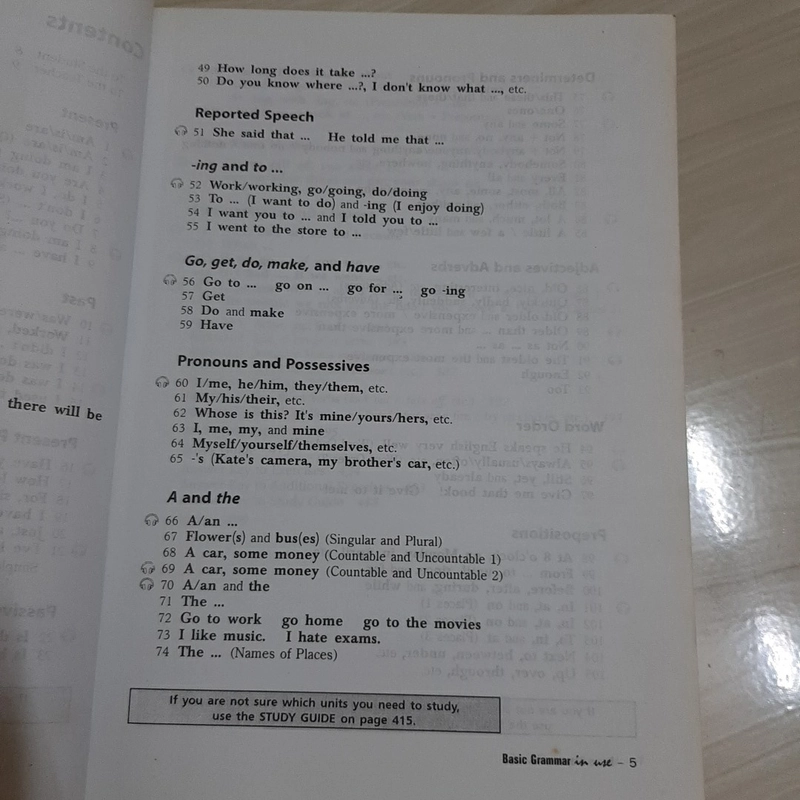 49 How long does it take ...?
50 Do you know where ...?, I don't know what ..., etc.
Reported Speech
51 She said that ... He told me that ...
-ing and to ...
52 Work/working, go/going, do/doing
53 To ... (I want to do) and -ing (I enjoy doing)
54 I want you to ... and I told you to ...
55 I went to the store to ...
Go, get, do, make, and have
56 Go to ... go on ... go for ... go -ing
57 Get
58 Do and make
59 Have
Pronouns and Possessives
60 I/me, he/him, they/them, etc.
61 My/his/their, etc.
62 Whose is this? It's mine/yours/hers, etc.
63 I, me, my, and mine
64 Myself/yourself/themselves, etc.
65 -'s (Kate's camera, my brother's car, etc.)
A and the
66 A/an ...
67 Flower(s) and bus(es) (Singular and Plural)
68 A car, some money (Countable and Uncountable 1)
69 A car, some money (Countable and Uncountable 2)
70 A/an and the
71 The ...
72 Go to work go home go to the movies
73 I like music. I hate exams.
74 The ... (Names of Places)
If you are not sure which units you need to study,
use the STUDY GUIDE on page 415.
Basic Grammar in use – 5
there will be